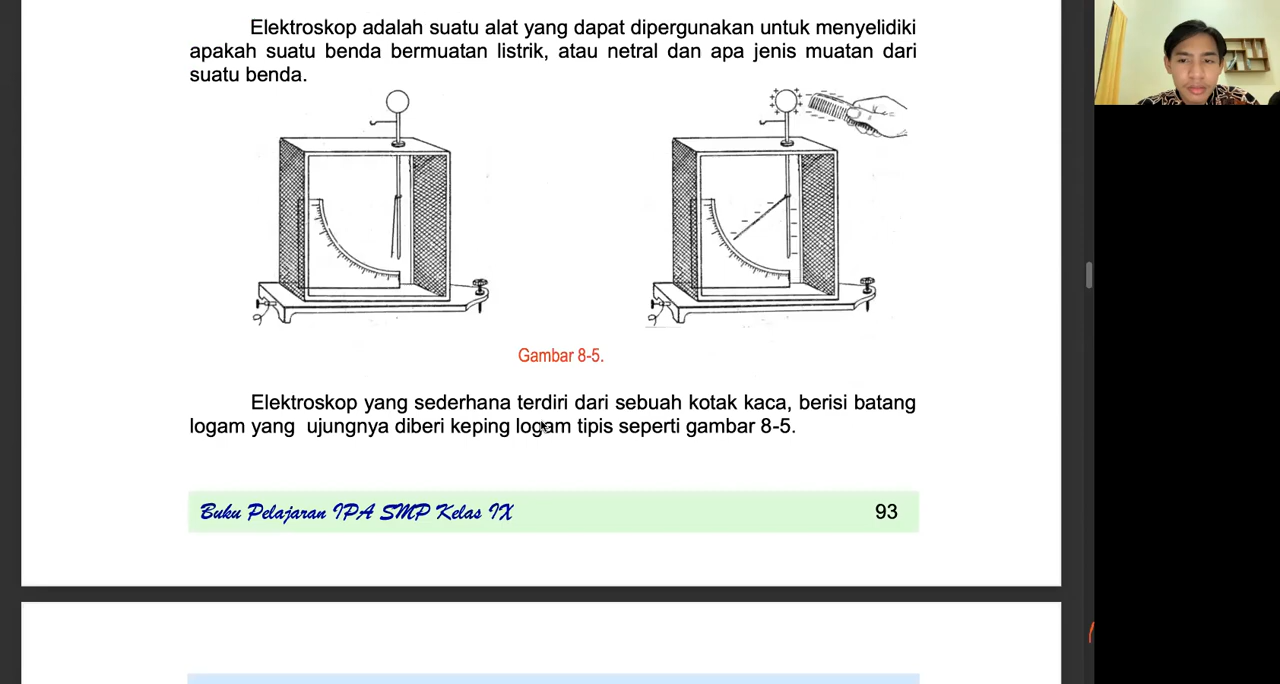 Elektroskop adalah suatu alat yang dapat dipergunakan untuk menyelidiki
apakah suatu benda bermuatan listrik, atau netral dan apa jenis muatan dari
suatu benda.
Gambar 8-5.
Elektroskop yang sederhana terdiri dari sebuah kotak kaca, berisi batang
logam yang ujungnya diberi keping logam tipis seperti gambar 8-5.
Buku Pelajaran IPA SMP Kelas IX
93